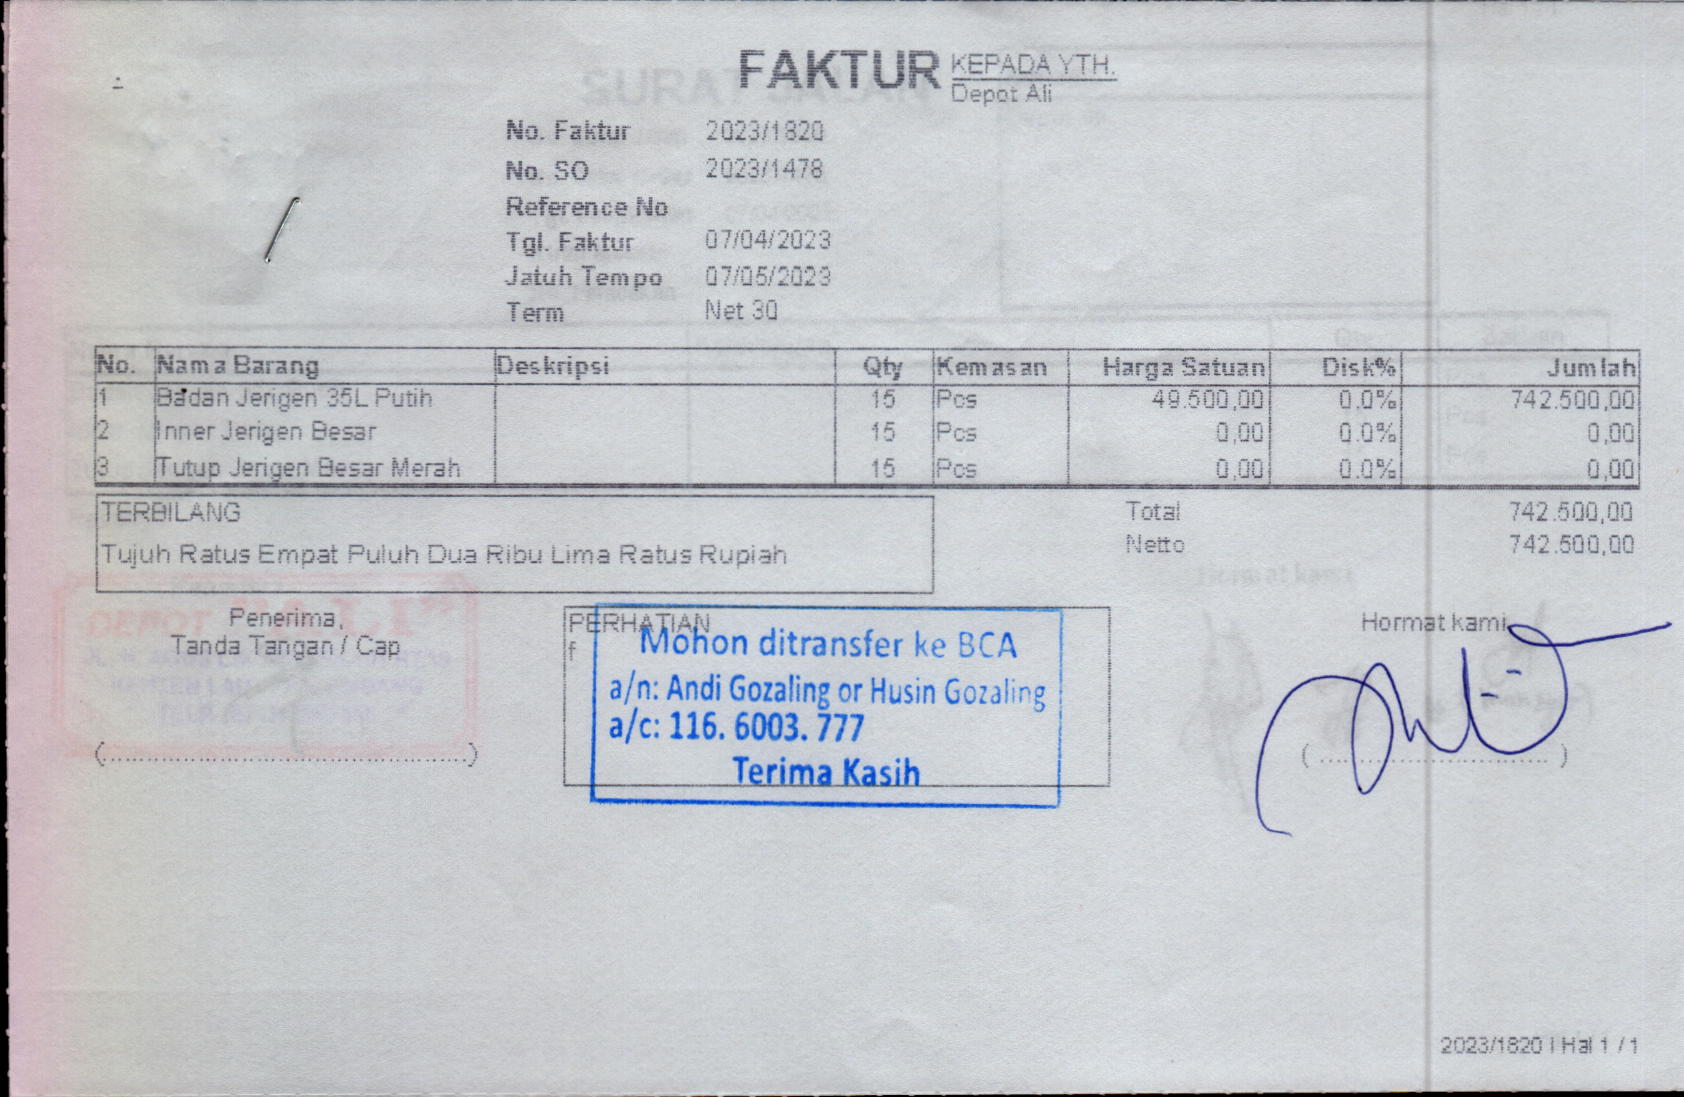 FAKTUR
KEPADA YTH.
Depot Ali
No. Faktur 2023/1820
No. SO 2023/1478
Reference No
Tgl. Faktur 07/04/2023
Jatuh Tempo 07/05/2023
Term Net 30
No. Nama Barang Deskripsi Qty Kemasan Harga Satuan Disk% Jumlah
1 Badan Jerigen 35L Putih 15 Pcs 49.500,00 0.0% 742.500,00
2 Inner Jerigen Besar 15 Pcs 0,00 0.0% 0,00
3 Tutup Jerigen Besar Merah 15 Pcs 0,00 0.0% 0,00
TERBILANG
Tujuh Ratus Empat Puluh Dua Ribu Lima Ratus Rupiah
Total 742.500,00
Netto 742.500,00
Penerima,
Tanda Tangan / Cap
(..................................................)
PERHATIAN
f
Mohon ditransfer ke BCA
a/n: Andi Gozaling or Husin Gozaling
a/c: 116. 6003. 777
Terima Kasih
Hormat kami,
( .............................. )
SURAT JALAN
DEPOT "ALI"
2023/1820 | Hal 1 / 1